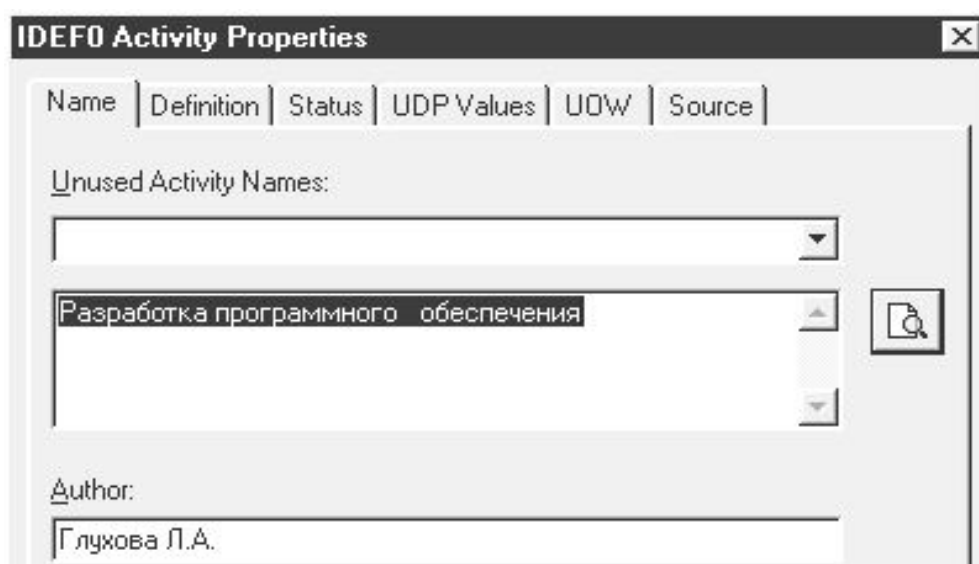 IDEF0 Activity Properties
Name Definition Status UDP Values UOW Source
Unused Activity Names:
Разработка программного обеспечения
Author:
Глухова Л.А.